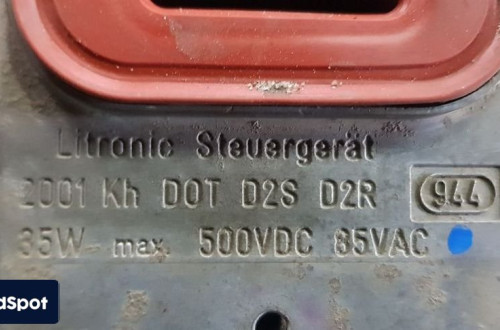 Litronic Steuergerät
2001 Kh DOT D2S D2R 944
35W max. 500VDC 85VAC
dSpot